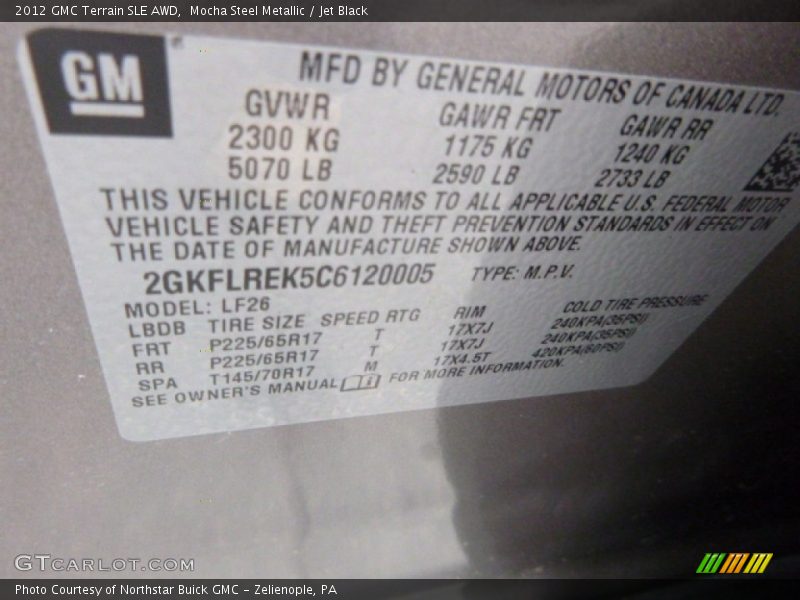 2012 GMC Terrain SLE AWD, Mocha Steel Metallic / Jet Black
GM
MFD BY GENERAL MOTORS OF CANADA LTD.
GVWR GAWR FRT GAWR RR
2300 KG 1175 KG 1240 KG
5070 LB 2590 LB 2733 LB
THIS VEHICLE CONFORMS TO ALL APPLICABLE U.S. FEDERAL MOTOR
VEHICLE SAFETY AND THEFT PREVENTION STANDARDS IN EFFECT ON
THE DATE OF MANUFACTURE SHOWN ABOVE.
2GKFLREK5C6120005 TYPE: M.P.V.
MODEL: LF26
LBDB TIRE SIZE SPEED RTG RIM COLD TIRE PRESSURE
FRT P225/65R17 T 17X7J 240KPA(35PSI)
RR P225/65R17 T 17X7J 240KPA(35PSI)
SPA T145/70R17 M 17X4.5T 420KPA(60PSI)
SEE OWNER'S MANUAL FOR MORE INFORMATION.
GTCARLOT.COM
Photo Courtesy of Northstar Buick GMC - Zelienople, PA